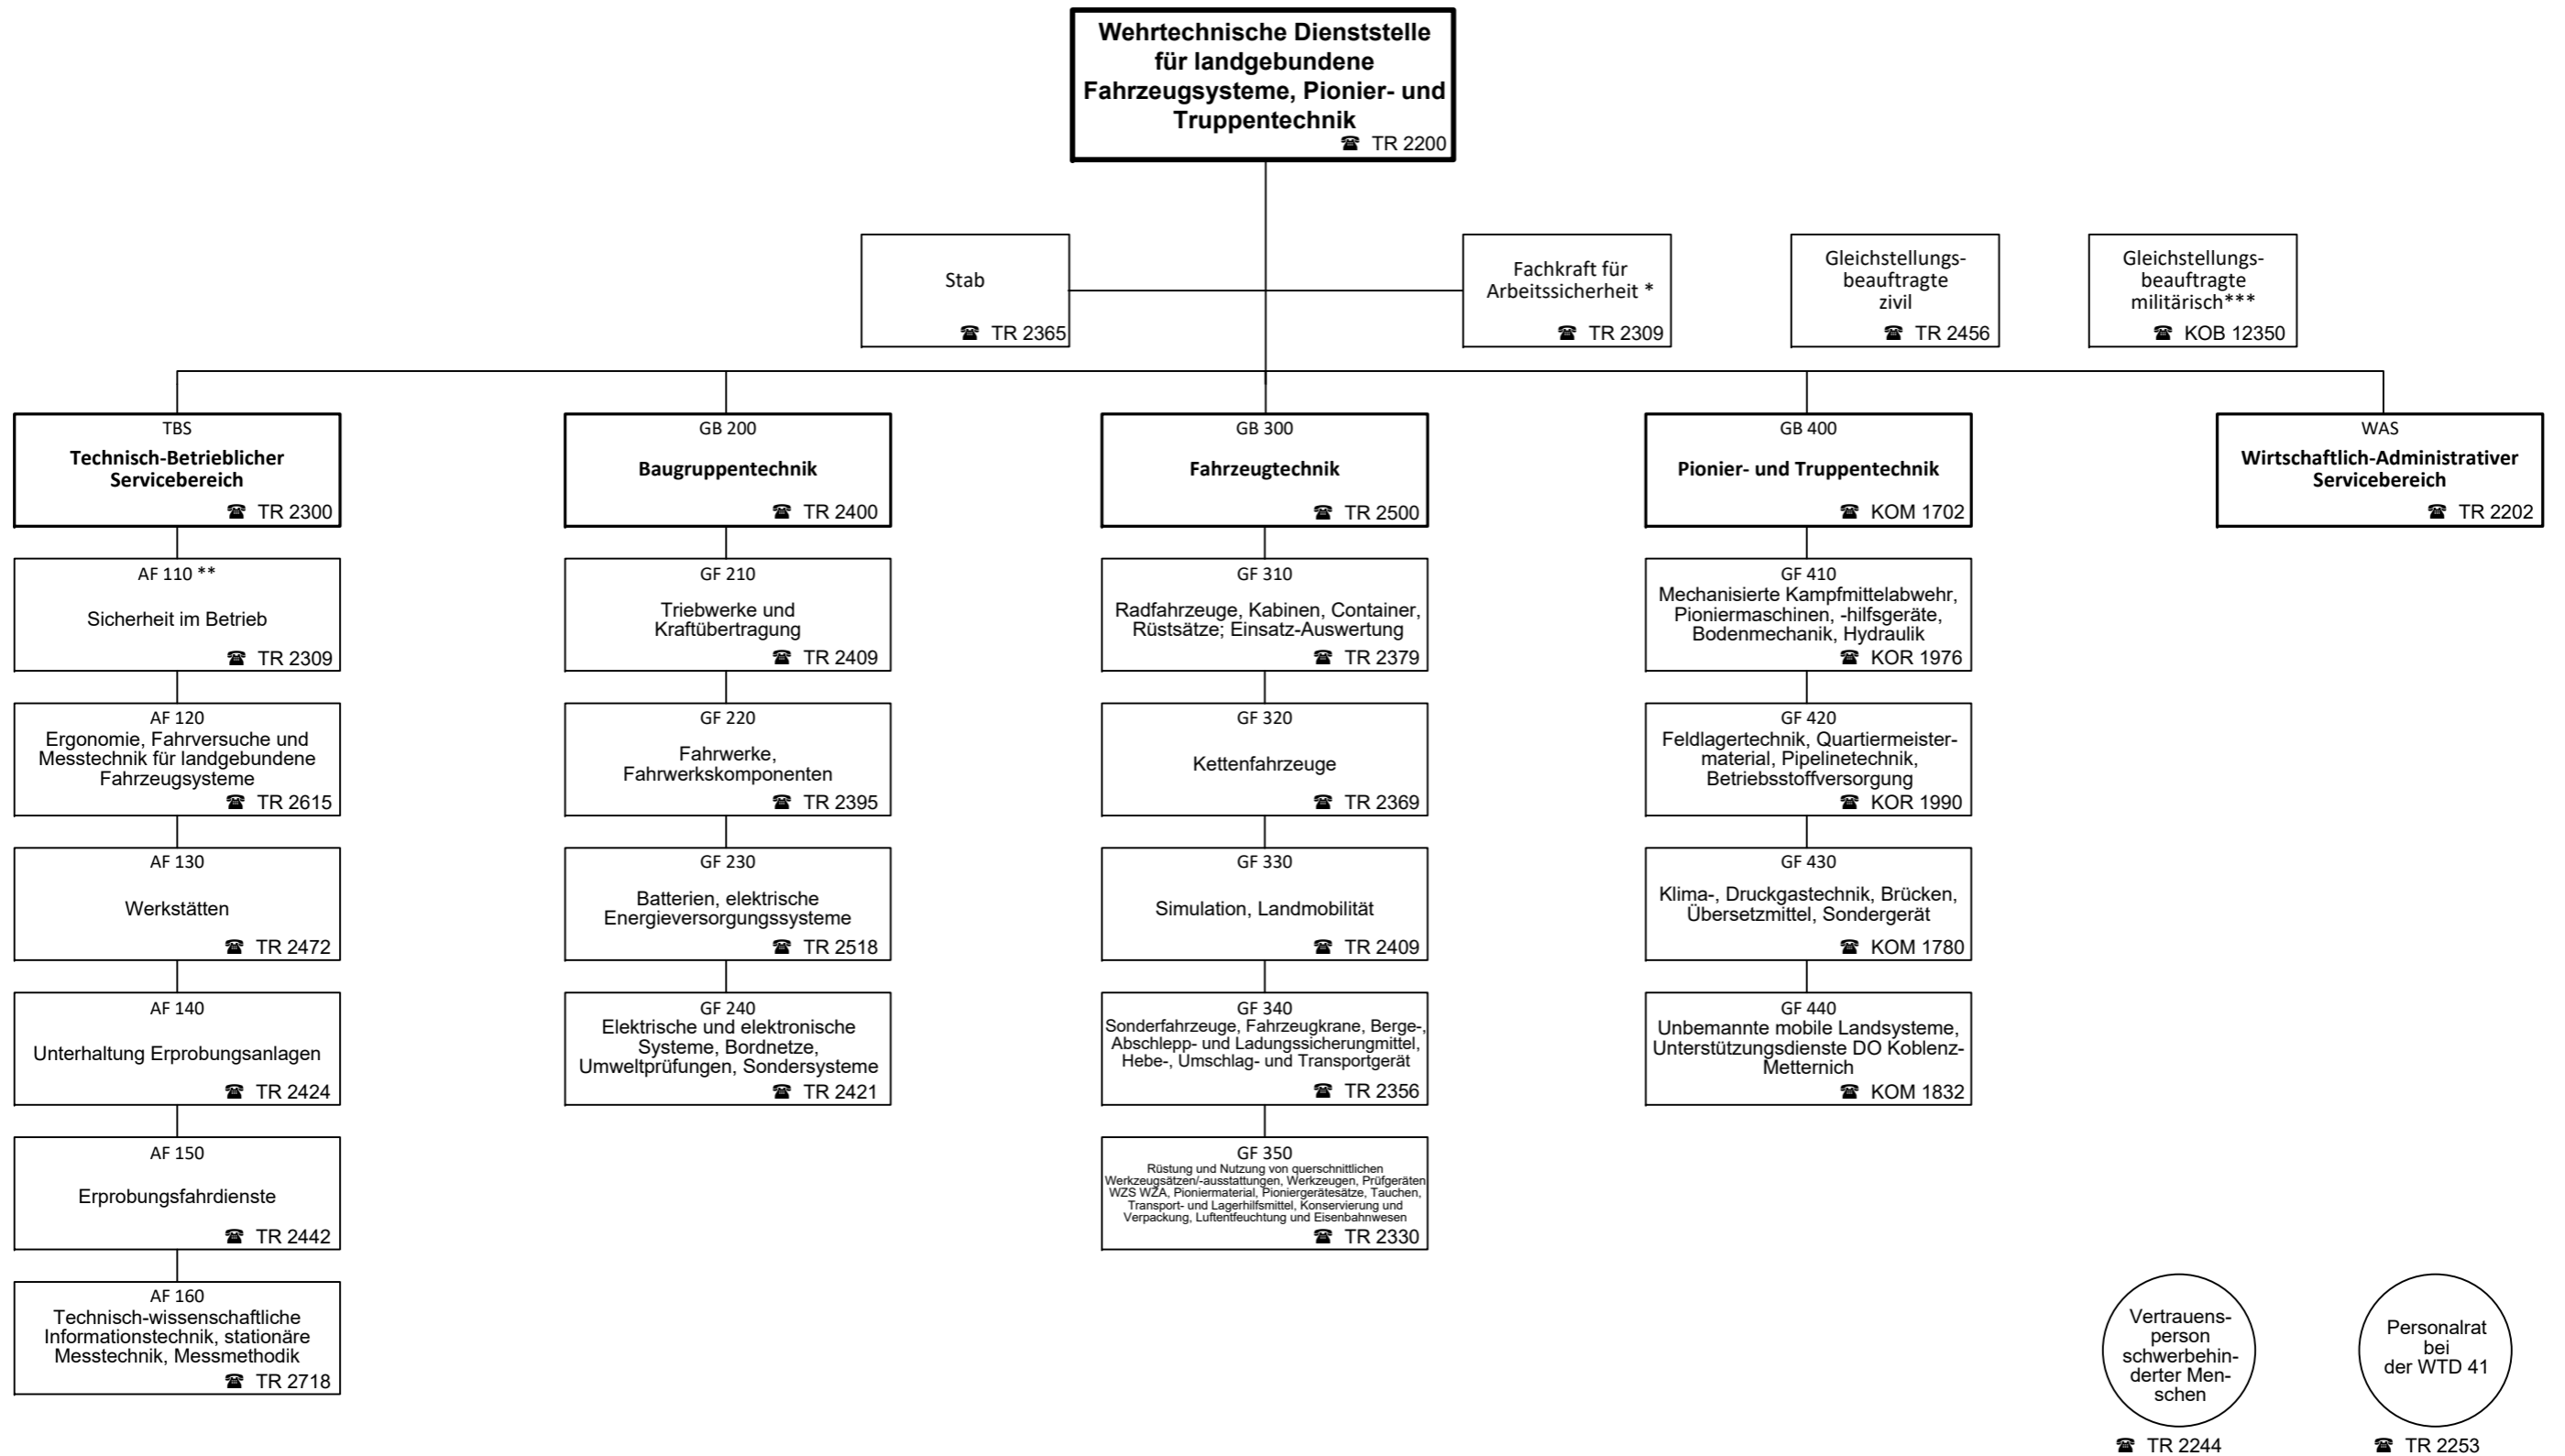 Wehrtechnische Dienststelle
für landgebundene
Fahrzeugsysteme, Pionier- und
Truppentechnik
☎ TR 2200
Stab
☎ TR 2365
Fachkraft für
Arbeitssicherheit *
☎ TR 2309
Gleichstellungs-
beauftragte
zivil
☎ TR 2456
Gleichstellungs-
beauftragte
militärisch***
☎ KOB 12350
TBS
Technisch-Betrieblicher
Servicebereich
☎ TR 2300
AF 110 **
Sicherheit im Betrieb
☎ TR 2309
AF 120
Ergonomie, Fahrversuche und
Messtechnik für landgebundene
Fahrzeugsysteme
☎ TR 2615
AF 130
Werkstätten
☎ TR 2472
AF 140
Unterhaltung Erprobungsanlagen
☎ TR 2424
AF 150
Erprobungsfahrdienste
☎ TR 2442
AF 160
Technisch-wissenschaftliche
Informationstechnik, stationäre
Messtechnik, Messmethodik
☎ TR 2718
GB 200
Baugruppentechnik
☎ TR 2400
GF 210
Triebwerke und
Kraftübertragung
☎ TR 2409
GF 220
Fahrwerke,
Fahrwerkskomponenten
☎ TR 2395
GF 230
Batterien, elektrische
Energieversorgungssysteme
☎ TR 2518
GF 240
Elektrische und elektronische
Systeme, Bordnetze,
Umweltprüfungen, Sondersysteme
☎ TR 2421
GB 300
Fahrzeugtechnik
☎ TR 2500
GF 310
Radfahrzeuge, Kabinen, Container,
Rüstsätze; Einsatz-Auswertung
☎ TR 2379
GF 320
Kettenfahrzeuge
☎ TR 2369
GF 330
Simulation, Landmobilität
☎ TR 2409
GF 340
Sonderfahrzeuge, Fahrzeugkrane, Berge-,
Abschlepp- und Ladungssicherungmittel,
Hebe-, Umschlag- und Transportgerät
☎ TR 2356
GF 350
Rüstung und Nutzung von querschnittlichen
Werkzeugsätzen/-ausstattungen, Werkzeugen, Prüfgeräten
WZS WZA, Pioniermaterial, Pioniergerätesätze, Tauchen,
Transport- und Lagerhilfsmittel, Konservierung und
Verpackung, Luftentfeuchtung und Eisenbahnwesen
☎ TR 2330
GB 400
Pionier- und Truppentechnik
☎ KOM 1702
GF 410
Mechanisierte Kampfmittelabwehr,
Pioniermaschinen, -hilfsgeräte,
Bodenmechanik, Hydraulik
☎ KOR 1976
GF 420
Feldlagertechnik, Quartiermeister-
material, Pipelinetechnik,
Betriebsstoffversorgung
☎ KOR 1990
GF 430
Klima-, Druckgastechnik, Brücken,
Übersetzmittel, Sondergerät
☎ KOM 1780
GF 440
Unbemannte mobile Landsysteme,
Unterstützungsdienste DO Koblenz-
Metternich
☎ KOM 1832
WAS
Wirtschaftlich-Administrativer
Servicebereich
☎ TR 2202
Vertrauens-
person
schwerbehin-
derter Men-
schen
☎ TR 2244
Personalrat
bei
der WTD 41
☎ TR 2253